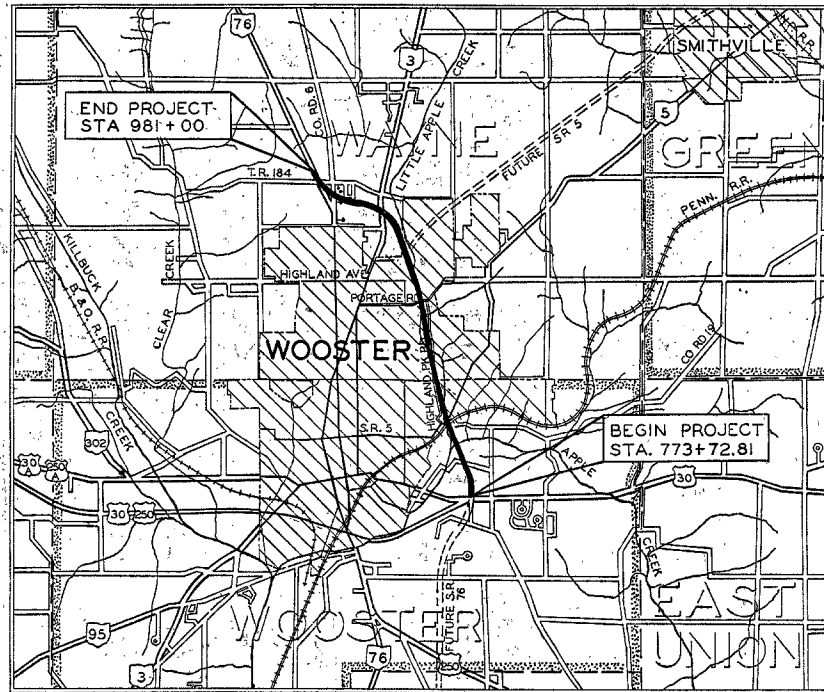 76
3
SMITHVILLE
P.R.R.
END PROJECT
STA 981+00
CO. RD. 6
LITTLE APPLE CREEK
5
WAYNE
FUTURE SR 5
GREEN
T.R. 184
PENN. R.R.
KILLBUCK
CREEK
B. & O. R.R.
CLEAR
CREEK
HIGHLAND AVE
PORTAGE RD
WOOSTER
HIGHLAND PK.
CO RD 19
S.R. 5
BEGIN PROJECT
STA. 773+72.81
302
APPLE
CREEK
30 A
250 A
30
250
30
FUTURE S.R. 76
EAST
UNION
WOOSTER
95
3
76
250